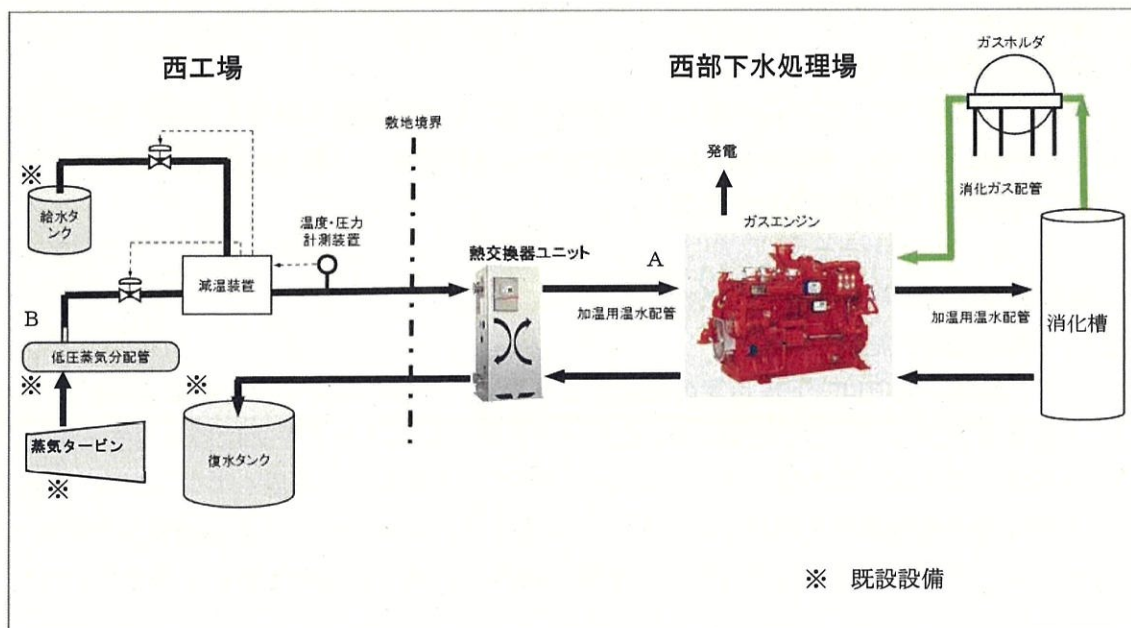 西工場
西部下水処理場
ガスホルダ
敷地境界
発電
消化ガス配管
※
給水タ
ンク
温度・圧力
計測装置
ガスエンジン
熱交換器ユニット
A
減温装置
加温用温水配管
加温用温水配管
消化槽
B
低圧蒸気分配管
※
※
蒸気タービン
復水タンク
※
※ 既設設備